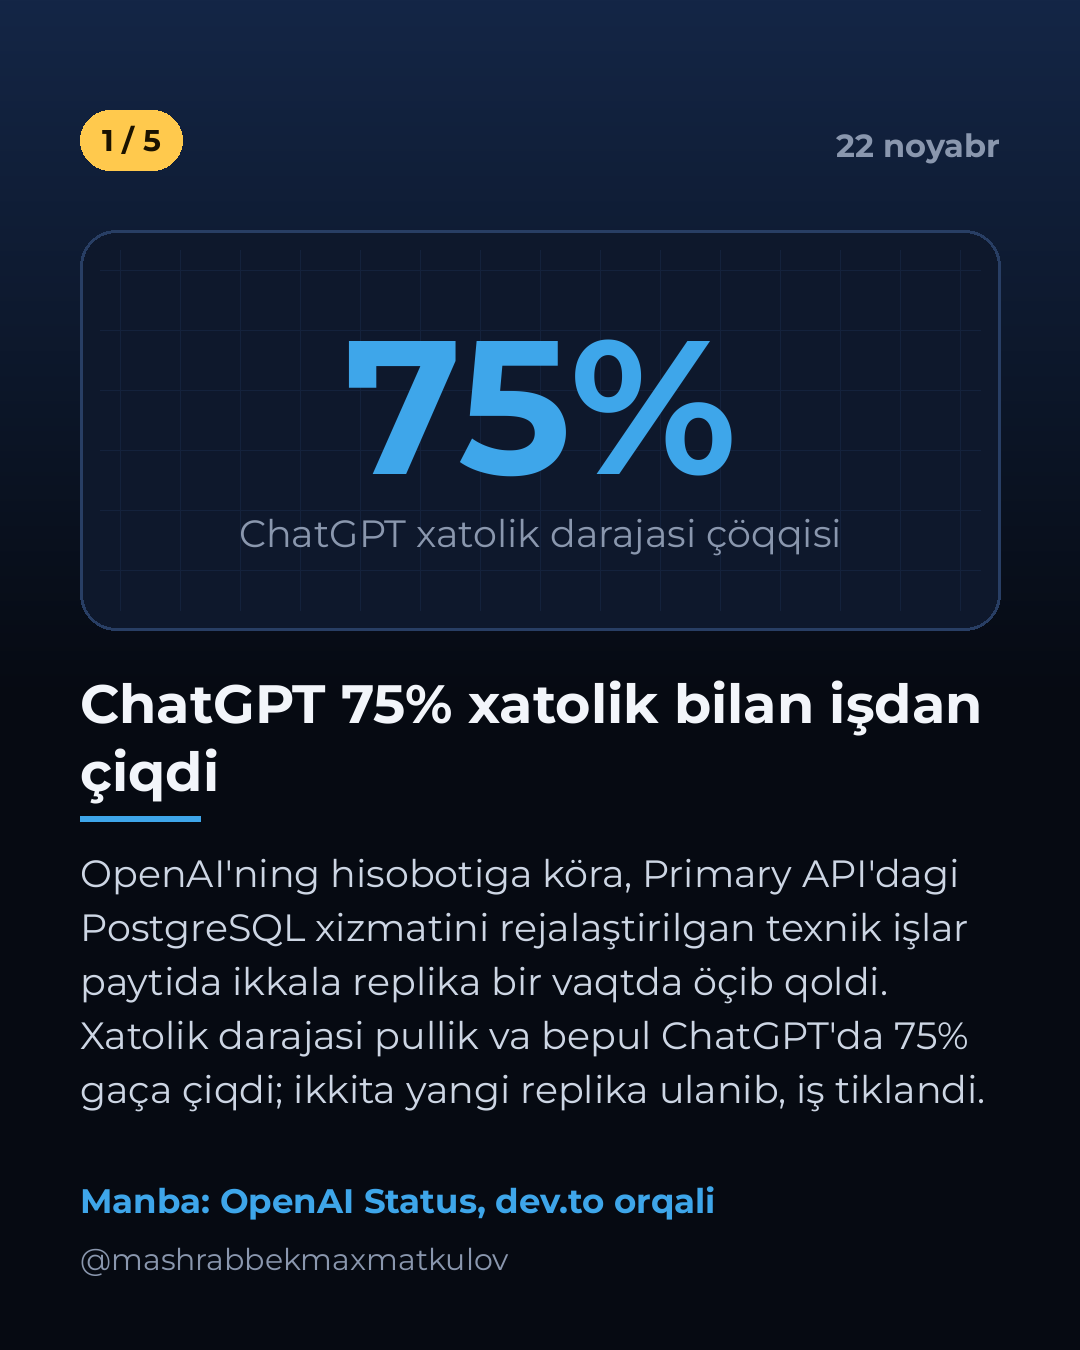 1 / 5
22 noyabr
75%
ChatGPT xatolik darajasi çöqqisi
ChatGPT 75% xatolik bilan işdan
çiqdi
OpenAI'ning hisobotiga köra, Primary API'dagi
PostgreSQL xizmatini rejalaştirilgan texnik işlar
paytida ikkala replika bir vaqtda öçib qoldi.
Xatolik darajasi pullik va bepul ChatGPT'da 75%
gaça çiqdi; ikkita yangi replika ulanib, iş tiklandi.
Manba: OpenAI Status, dev.to orqali
@mashrabbekmaxmatkulov